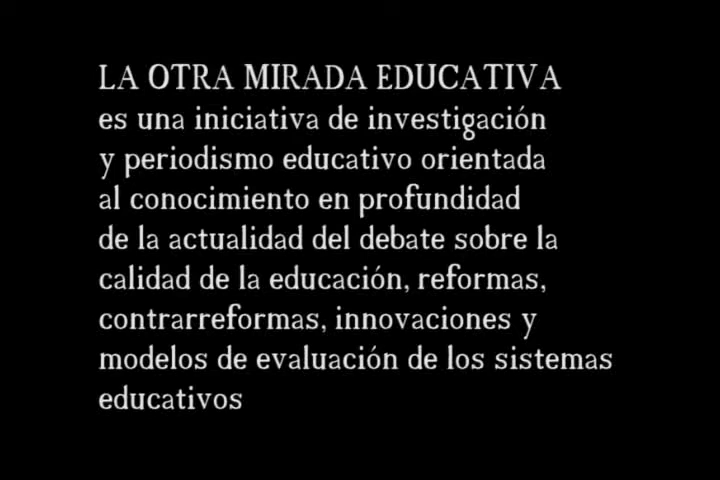 LA OTRA MIRADA EDUCATIVA
es una iniciativa de investigación
y periodismo educativo orientada
al conocimiento en profundidad
de la actualidad del debate sobre la
calidad de la educación, reformas,
contrarreformas, innovaciones y
modelos de evaluación de los sistemas
educativos